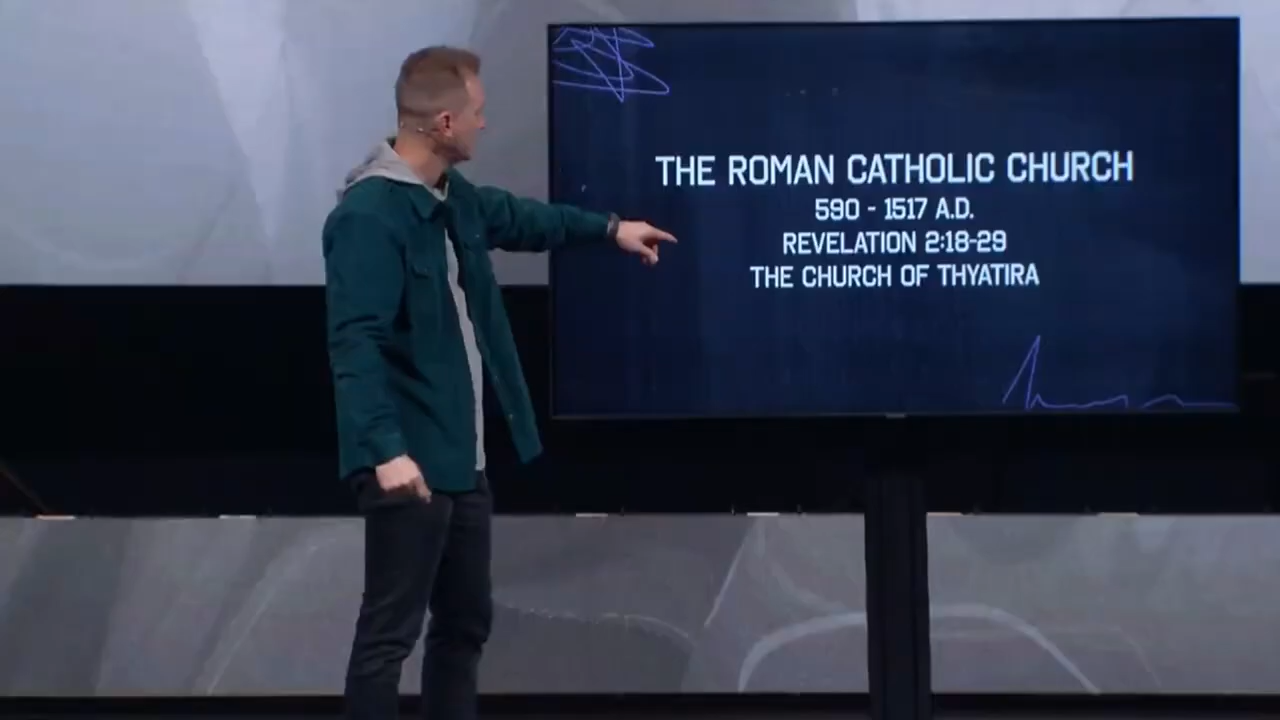 THE ROMAN CATHOLIC CHURCH
590 - 1517 A.D.
REVELATION 2:18-29
THE CHURCH OF THYATIRA